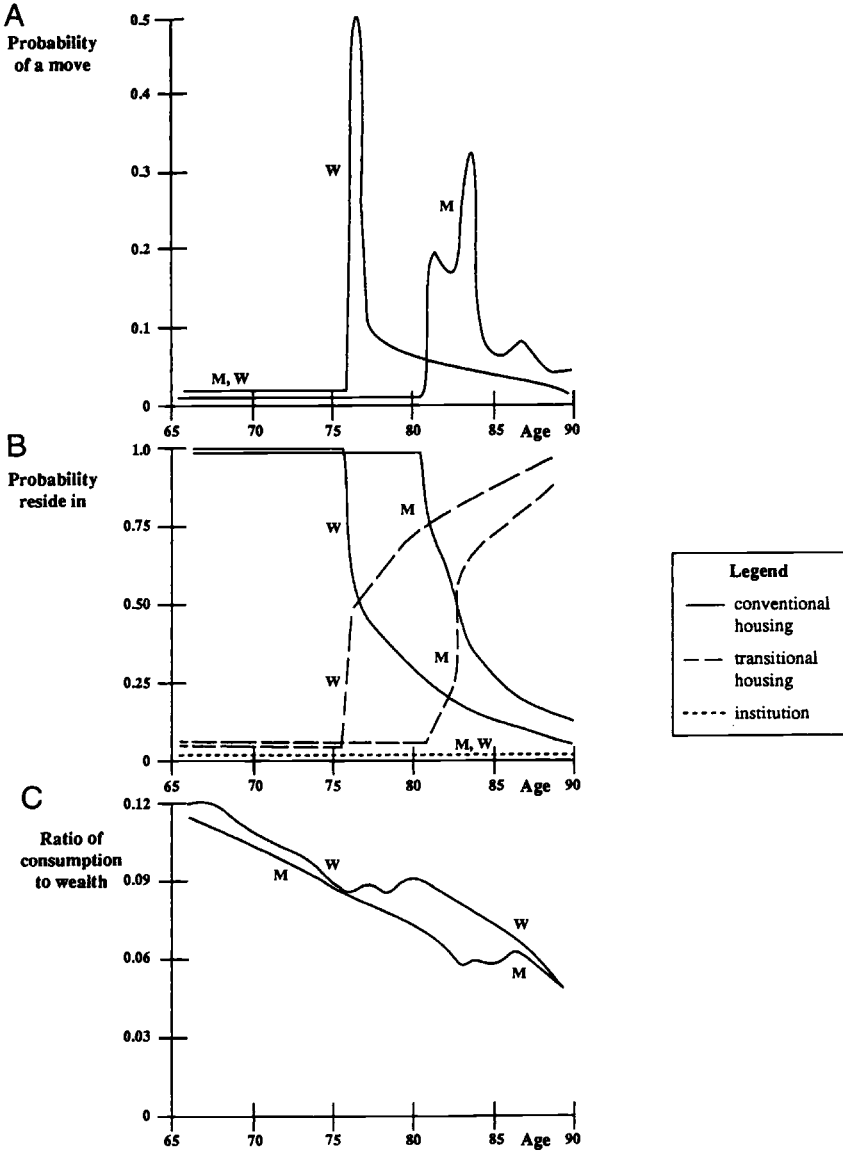 A
Probability
of a move
0.5
0.4
0.3
0.2
0.1
0
W
M
M, W
65 70 75 80 85 Age 90
B
Probability
reside in
1.0
0.75
0.50
0.25
0
W
M
W
M
M, W
65 70 75 80 85 Age 90
Legend
conventional
housing
transitional
housing
institution
C
Ratio of
consumption
to wealth
0.12
0.09
0.06
0.03
0
W
M
W
M
65 70 75 80 85 Age 90